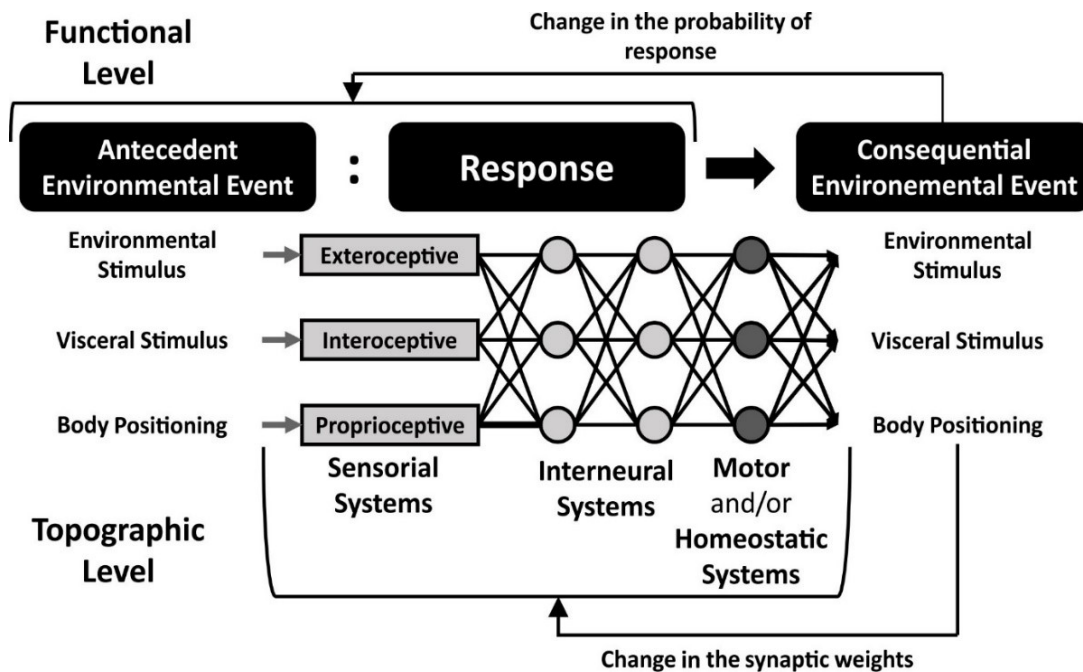 Functional
Level
Change in the probability of
response
Antecedent
Environmental Event
:
Response
Consequential
Environemental Event
Environmental
Stimulus
Exteroceptive
Environmental
Stimulus
Visceral Stimulus
Interoceptive
Visceral Stimulus
Body Positioning
Proprioceptive
Body Positioning
Sensorial
Systems
Interneural
Systems
Motor
and/or
Homeostatic
Systems
Topographic
Level
Change in the synaptic weights